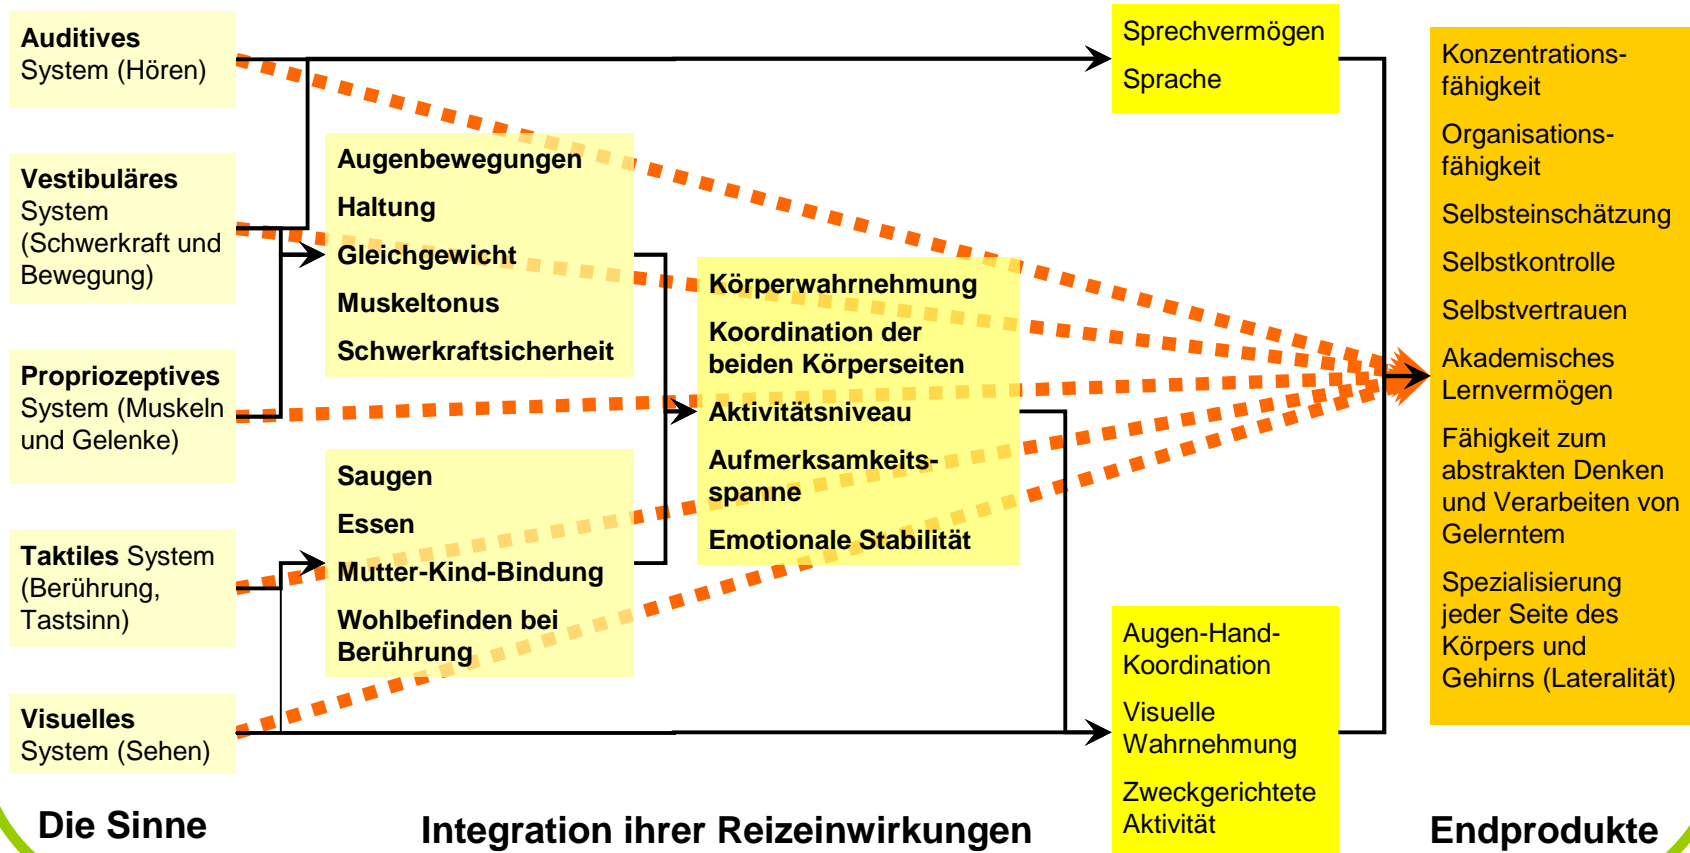 Auditives
System (Hören)
Vestibuläres
System
(Schwerkraft und
Bewegung)
Propriozeptives
System (Muskeln
und Gelenke)
Taktiles System
(Berührung,
Tastsinn)
Visuelles
System (Sehen)
Die Sinne
Augenbewegungen
Haltung
Gleichgewicht
Muskeltonus
Schwerkraftsicherheit
Saugen
Essen
Mutter-Kind-Bindung
Wohlbefinden bei
Berührung
Körperwahrnehmung
Koordination der
beiden Körperseiten
Aktivitätsniveau
Aufmerksamkeits-
spanne
Emotionale Stabilität
Sprechvermögen
Sprache
Augen-Hand-
Koordination
Visuelle
Wahrnehmung
Zweckgerichtete
Aktivität
Integration ihrer Reizeinwirkungen
Konzentrations-
fähigkeit
Organisations-
fähigkeit
Selbsteinschätzung
Selbstkontrolle
Selbstvertrauen
Akademisches
Lernvermögen
Fähigkeit zum
abstrakten Denken
und Verarbeiten von
Gelerntem
Spezialisierung
jeder Seite des
Körpers und
Gehirns (Lateralität)
Endprodukte